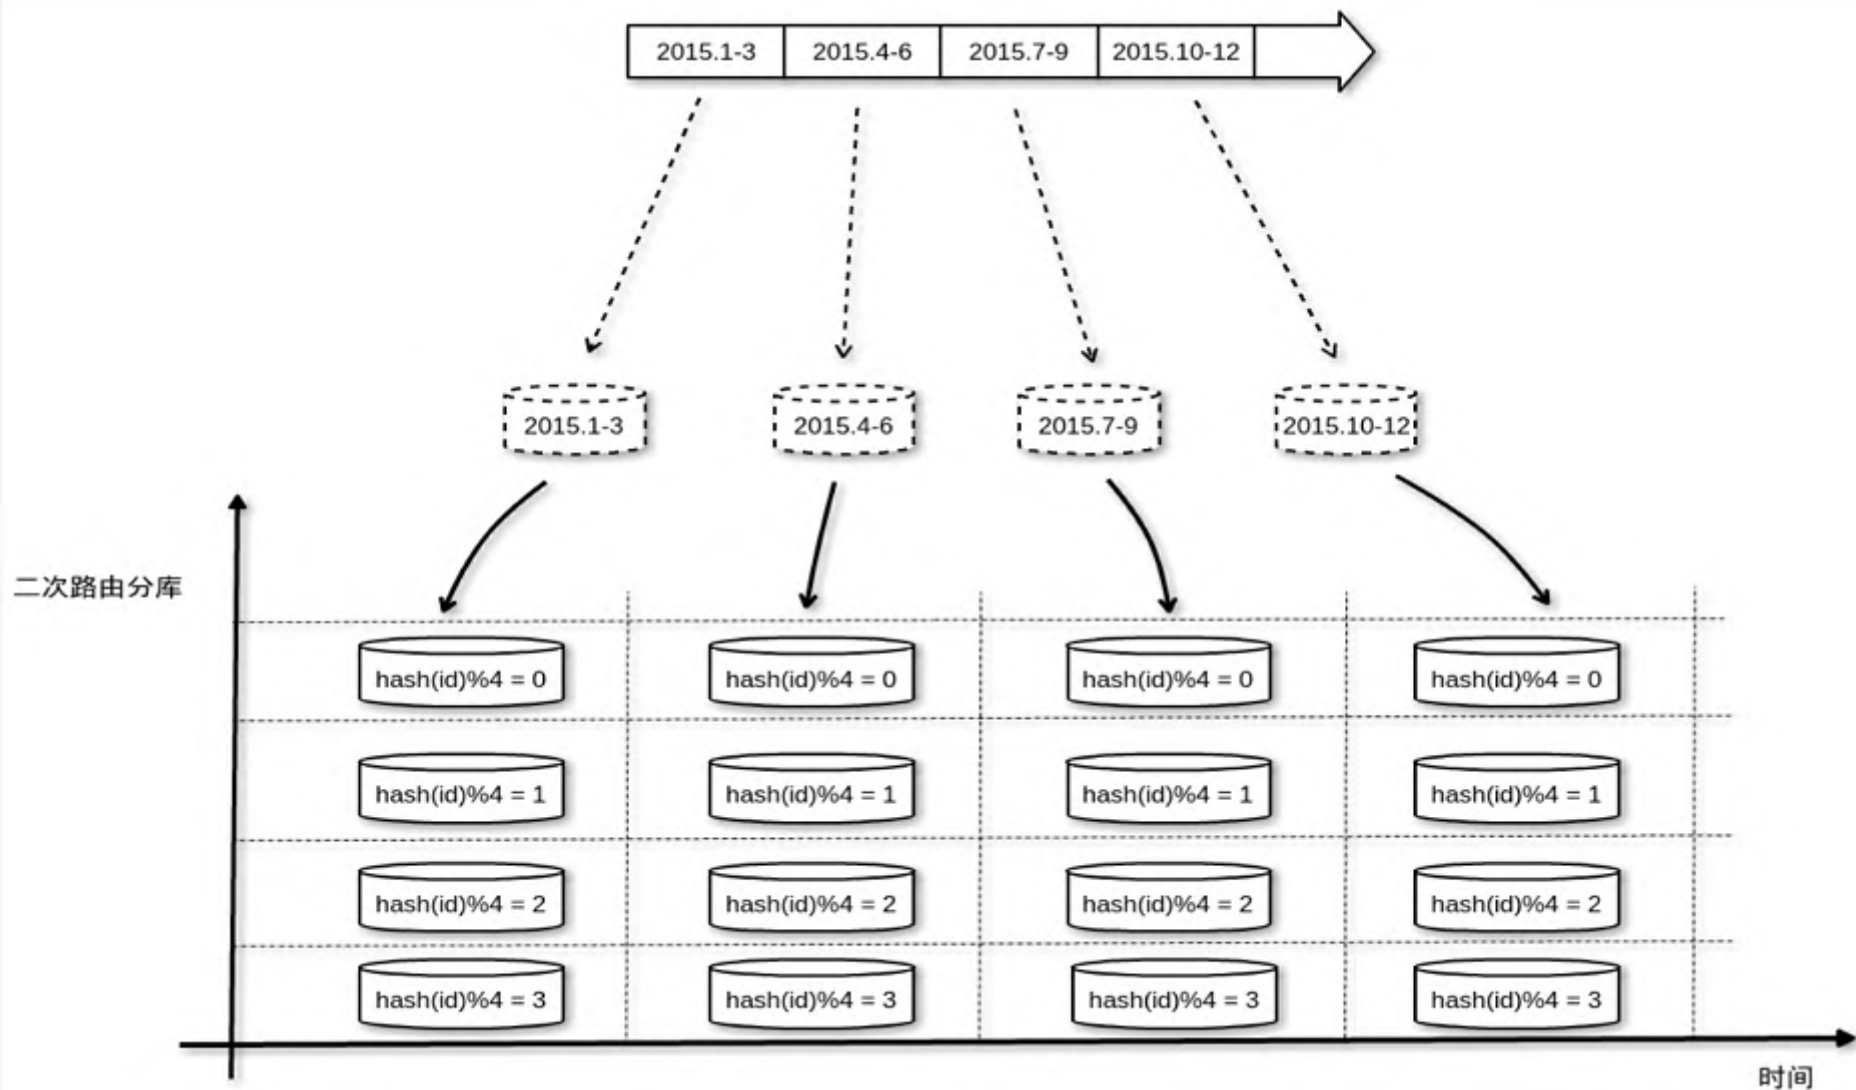 2015.1-3 2015.4-6 2015.7-9 2015.10-12
2015.1-3 2015.4-6 2015.7-9 2015.10-12
二次路由分库
hash(id)%4 = 0 hash(id)%4 = 0 hash(id)%4 = 0 hash(id)%4 = 0
hash(id)%4 = 1 hash(id)%4 = 1 hash(id)%4 = 1 hash(id)%4 = 1
hash(id)%4 = 2 hash(id)%4 = 2 hash(id)%4 = 2 hash(id)%4 = 2
hash(id)%4 = 3 hash(id)%4 = 3 hash(id)%4 = 3 hash(id)%4 = 3
时间